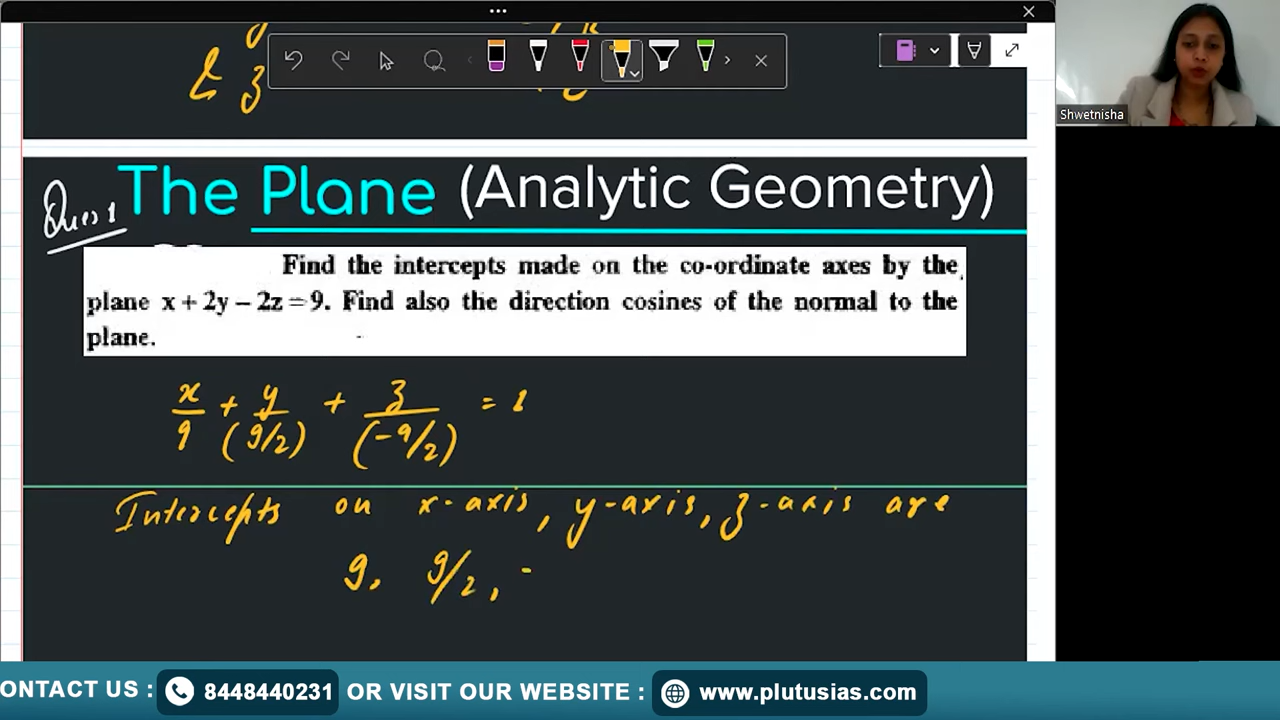 & z
Shwetnisha
Ques 1
The Plane (Analytic Geometry)
Find the intercepts made on the co-ordinate axes by the
plane x + 2y – 2z = 9. Find also the direction cosines of the normal to the
plane.
x/9 + y/(9/2) + z/(-9/2) = 1
Intercepts on x-axis, y-axis, z-axis are
9, 9/2, -
ONTACT US : 8448440231 OR VISIT OUR WEBSITE : www.plutusias.com